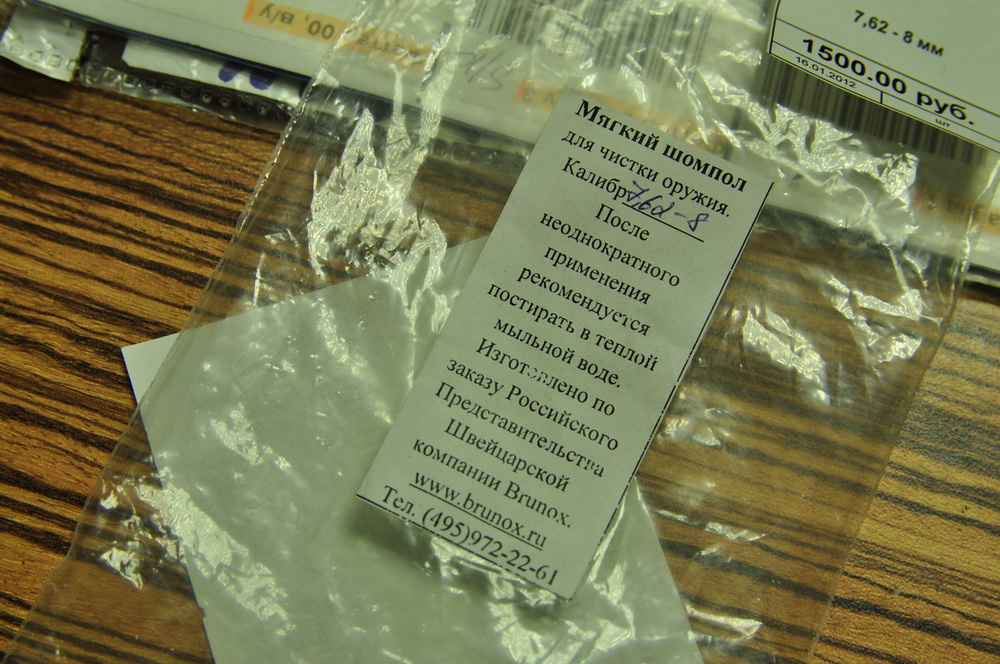 7,62 - 8 мм
1500.00 руб.
16.01.2012
шт
Мягкий шомпол
для чистки оружия.
Калибр 762-8
После
неоднократного
применения
рекомендуется
постирать в теплой
мыльной воде.
Изготовлено по
заказу Российского
Представительства
Швейцарской
компании Brunox.
www.brunox.ru
Тел. (495)972-22-61